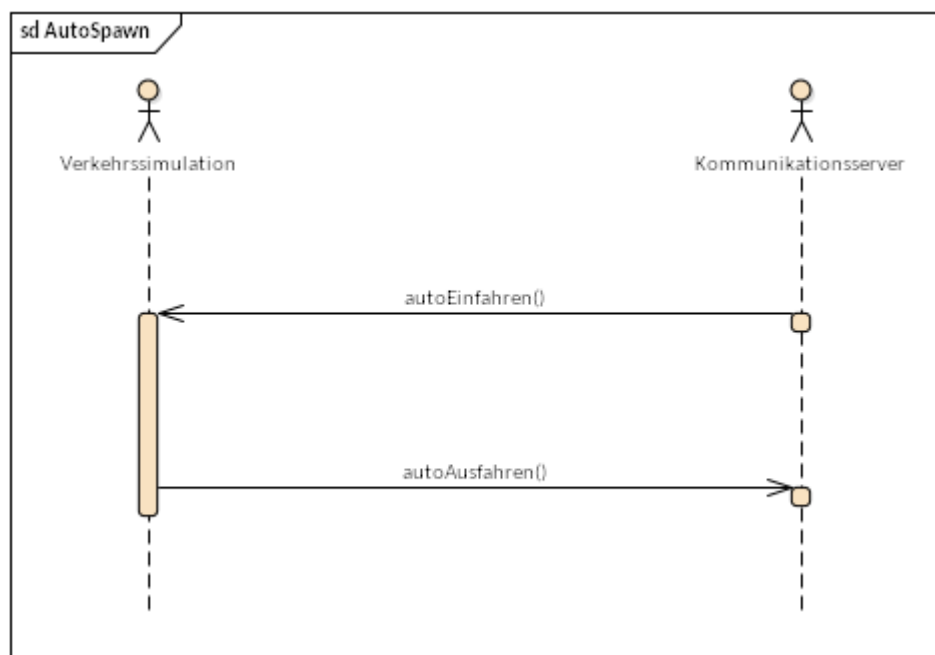 sd AutoSpawn
Verkehrssimulation
Kommunikationsserver
autoEinfahren()
autoAusfahren()